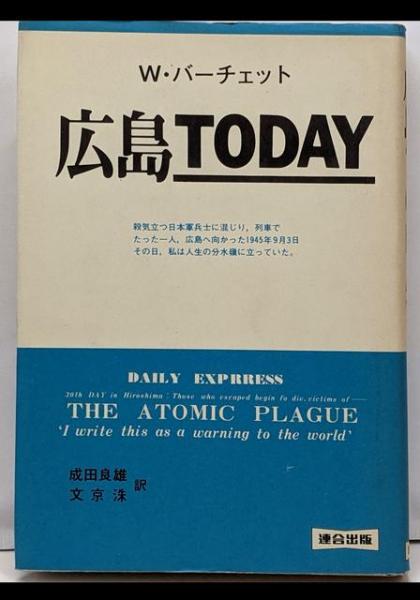 W・バーチェット
広島TODAY
殺気立つ日本軍兵士に混じり，列車で
たった一人，広島へ向かった1945年9月3日
その日，私は人生の分水嶺に立っていた。
DAILY EXPRRESS
30th DAY in Hiroshima : Those who escaped begin to die, victims of
THE ATOMIC PLAGUE
'I write this as a warning to the world'
成田良雄
文京洙
訳
連合出版